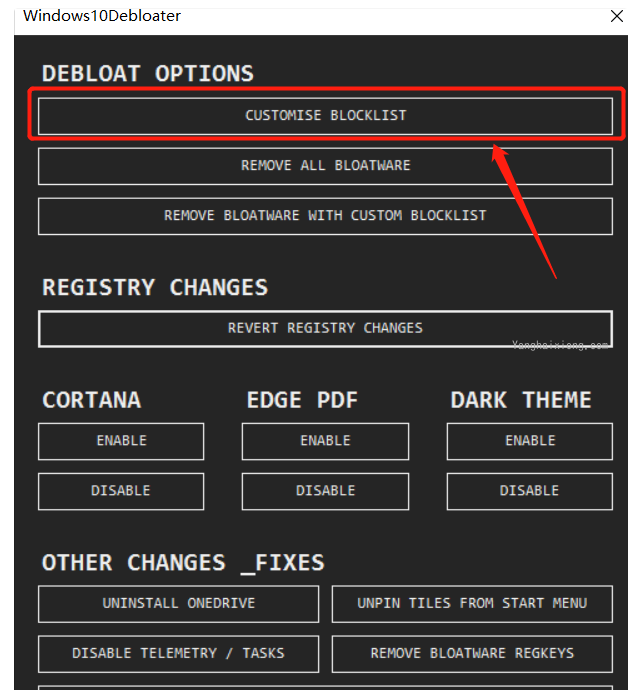 Windows10Debloater
DEBLOAT OPTIONS
CUSTOMISE BLOCKLIST
REMOVE ALL BLOATWARE
REMOVE BLOATWARE WITH CUSTOM BLOCKLIST
REGISTRY CHANGES
REVERT REGISTRY CHANGES
Yanghaixiong.com
CORTANA EDGE PDF DARK THEME
ENABLE ENABLE ENABLE
DISABLE DISABLE DISABLE
OTHER CHANGES _FIXES
UNINSTALL ONEDRIVE UNPIN TILES FROM START MENU
DISABLE TELEMETRY / TASKS REMOVE BLOATWARE REGKEYS